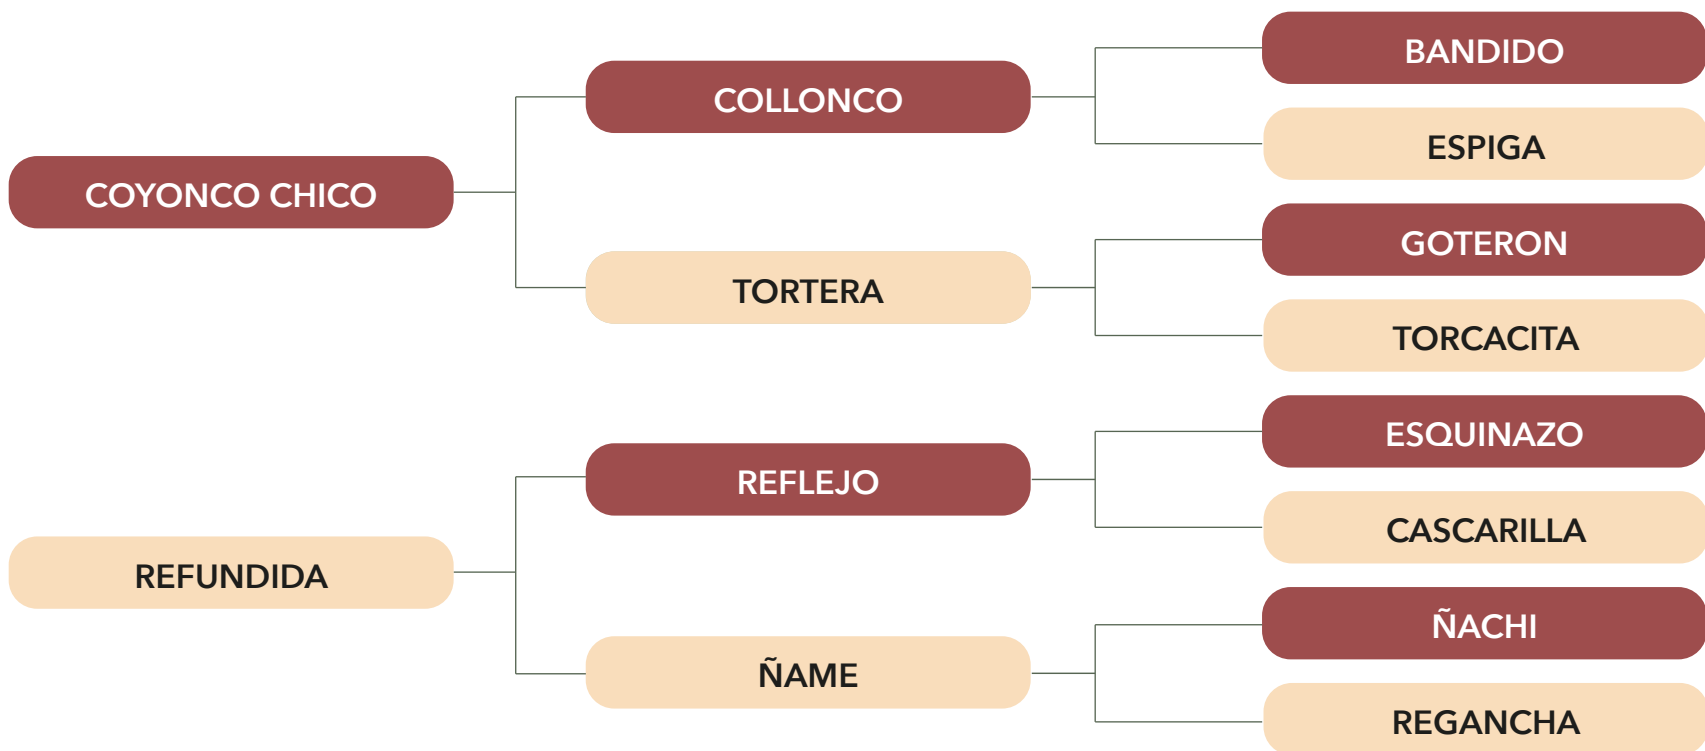 COYONCO CHICO
COLLONCO
BANDIDO
ESPIGA
TORTERA
GOTERON
TORCACITA
REFUNDIDA
REFLEJO
ESQUINAZO
CASCARILLA
ÑAME
ÑACHI
REGANCHA